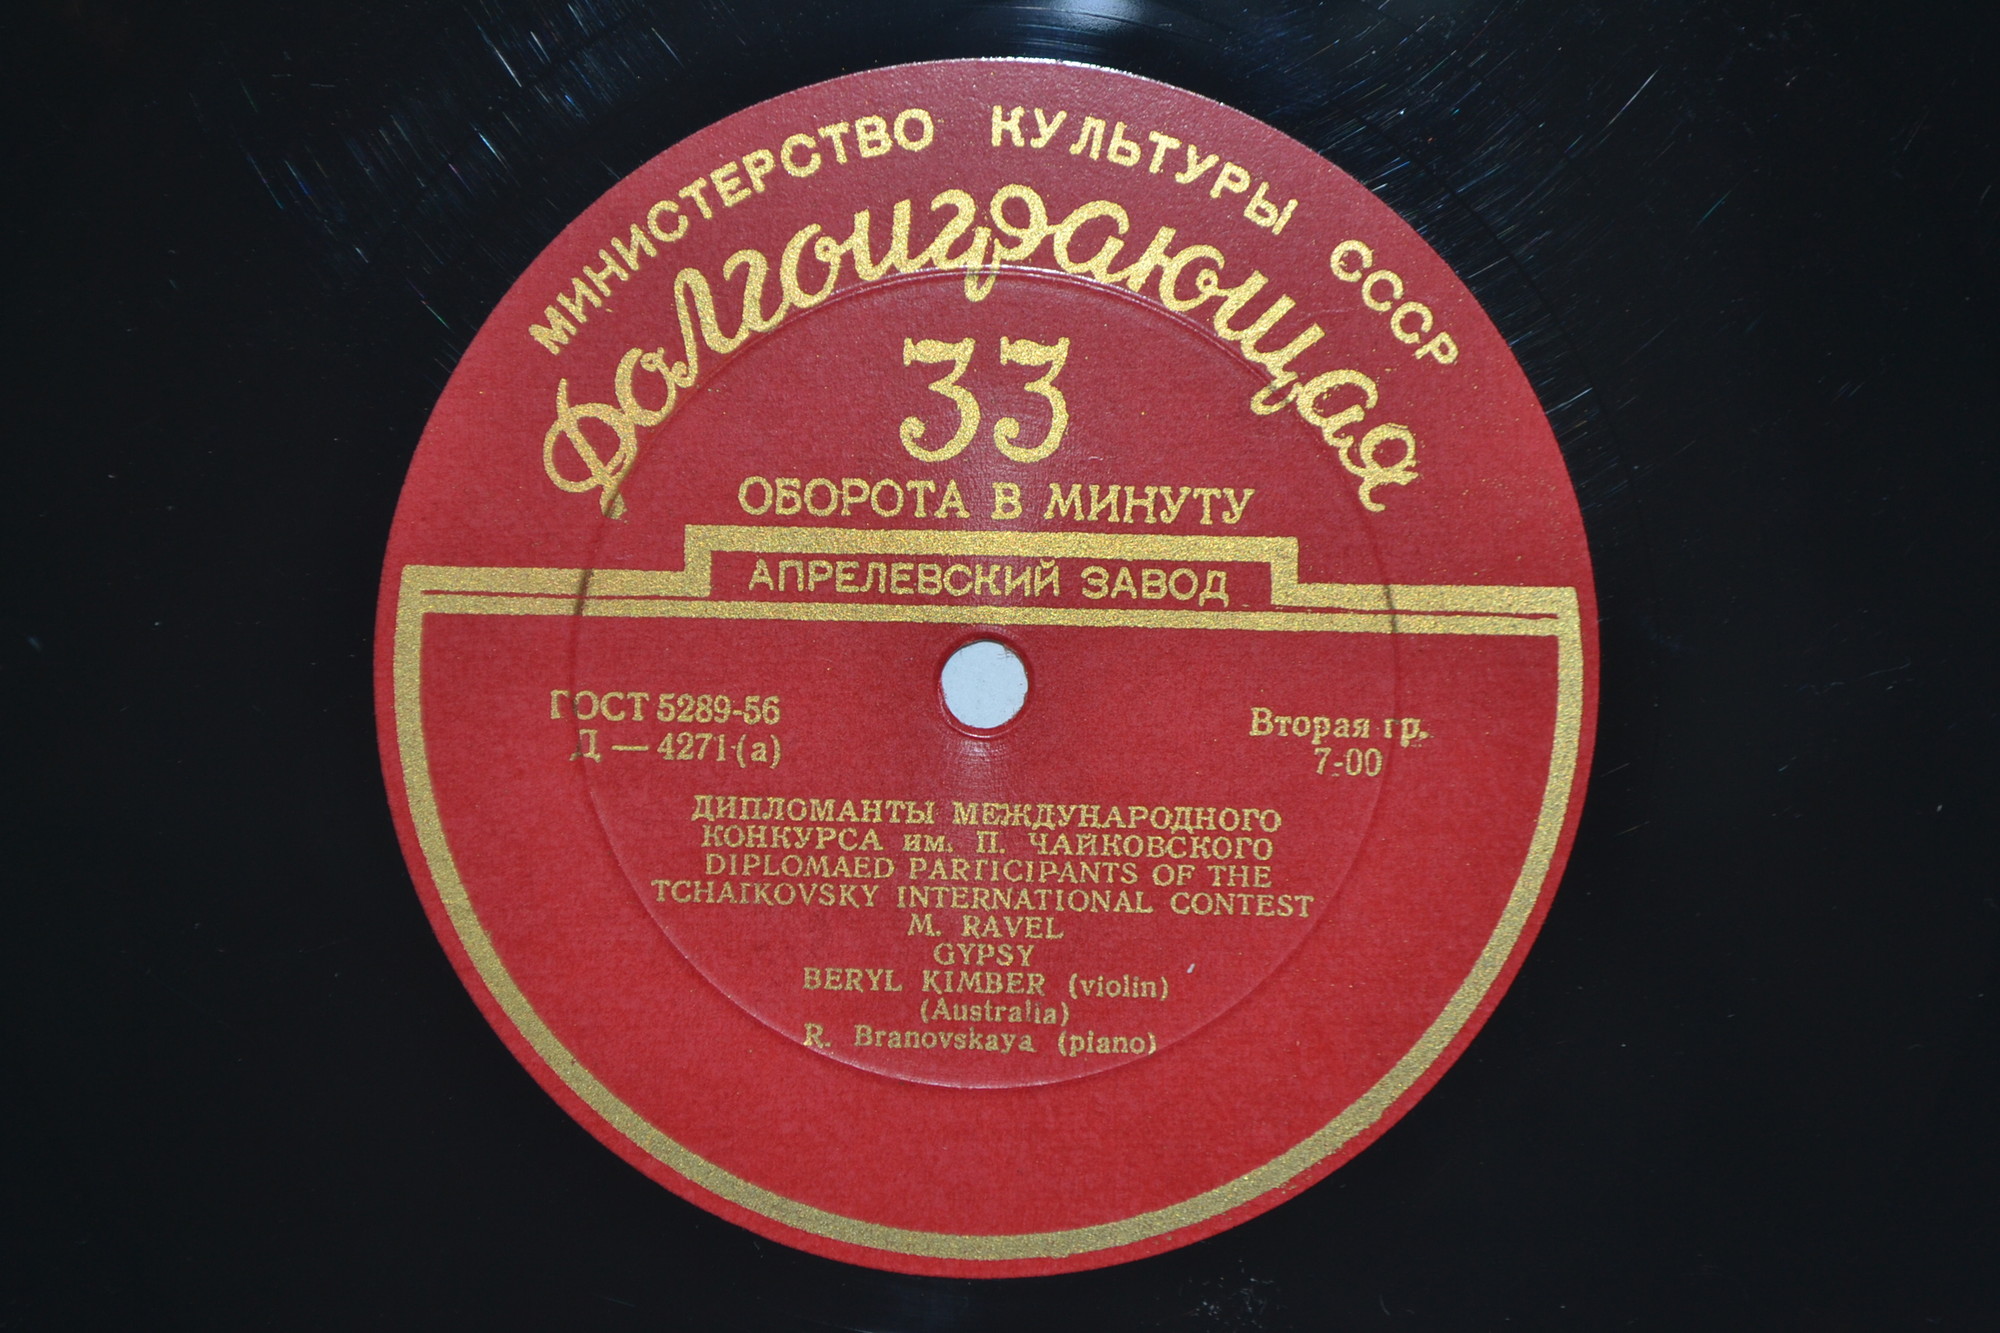 МИНИСТЕРСТВО КУЛЬТУРЫ СССР
Долгоиграющая
33
ОБОРОТА В МИНУТУ
АПРЕЛЕВСКИЙ ЗАВОД
ГОСТ 5289-56
Д — 4271 (а)
Вторая гр.
7-00
ДИПЛОМАНТЫ МЕЖДУНАРОДНОГО
КОНКУРСА им. П. ЧАЙКОВСКОГО
DIPLOMAED PARTICIPANTS OF THE
TCHAIKOVSKY INTERNATIONAL CONTEST
M. RAVEL
GYPSY
BERYL KIMBER (violin)
(Australia)
R. Branovskaya (piano)